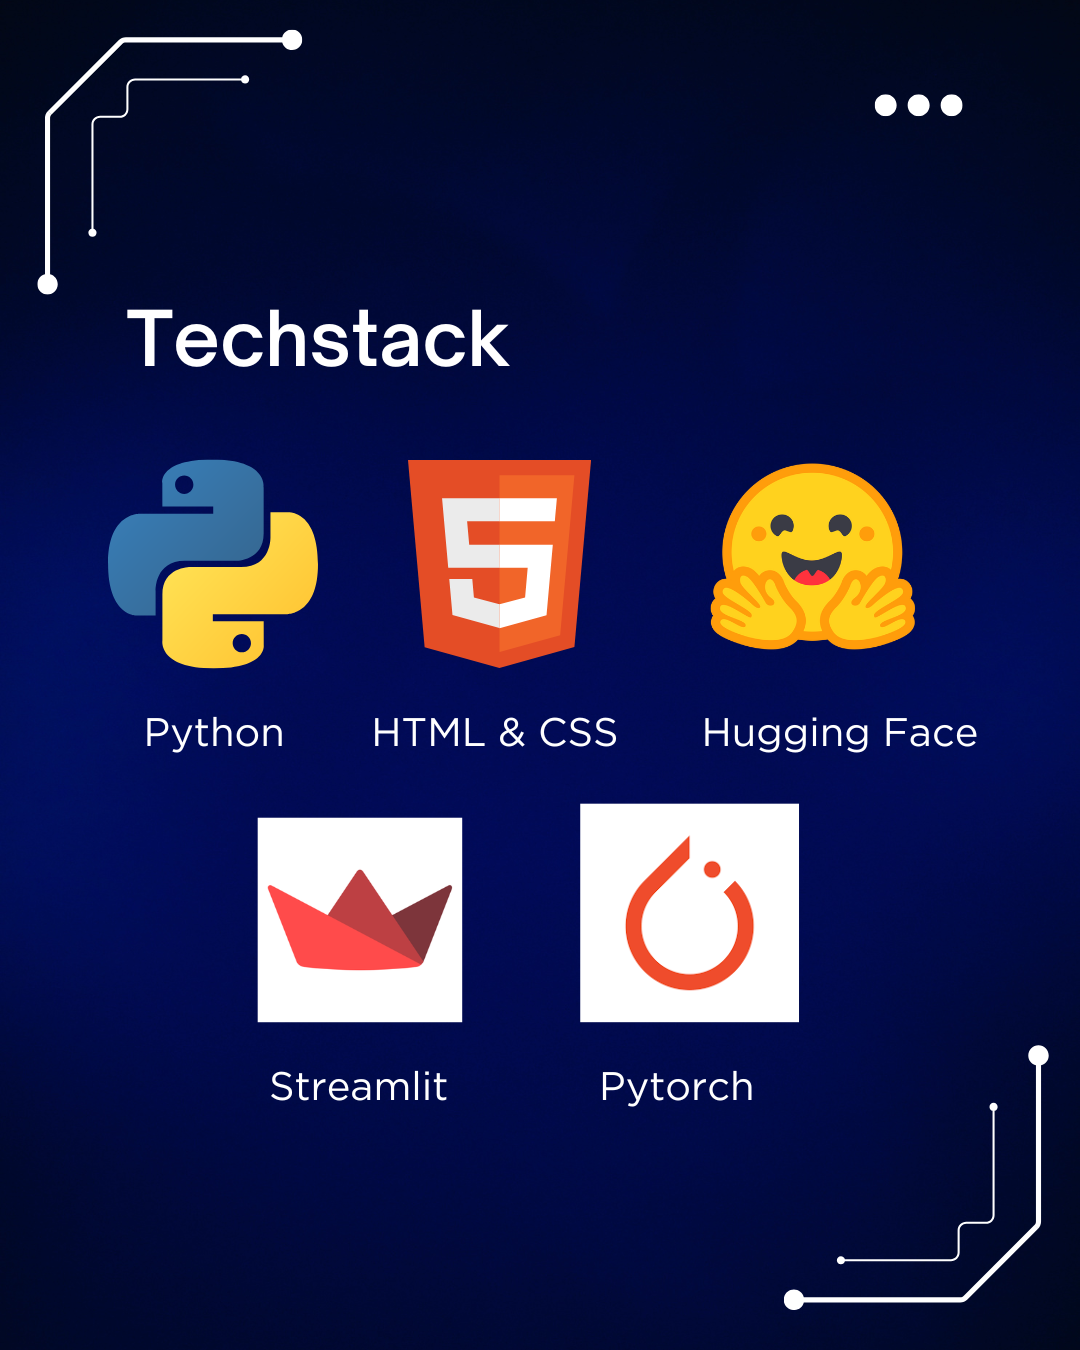 Techstack
Python
HTML & CSS
Hugging Face
Streamlit
Pytorch